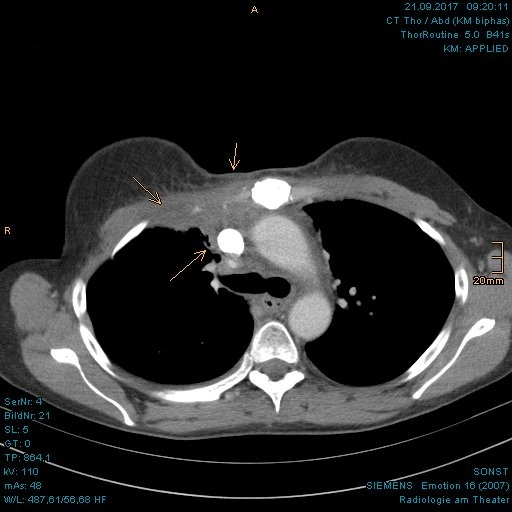 21.09.2017 09:20:11
CT Tho / Abd (KM biphas)
ThorRoutine 5.0 B41s
KM: APPLIED
A
R
20mm
SerNr: 4
BildNr: 21
SL: 5
GT: 0
TP: 864,1
kV: 110
mAs: 48
W/L: 487,61/56,68 HF
SONST
SIEMENS Emotion 16 (2007)
Radiologie am Theater